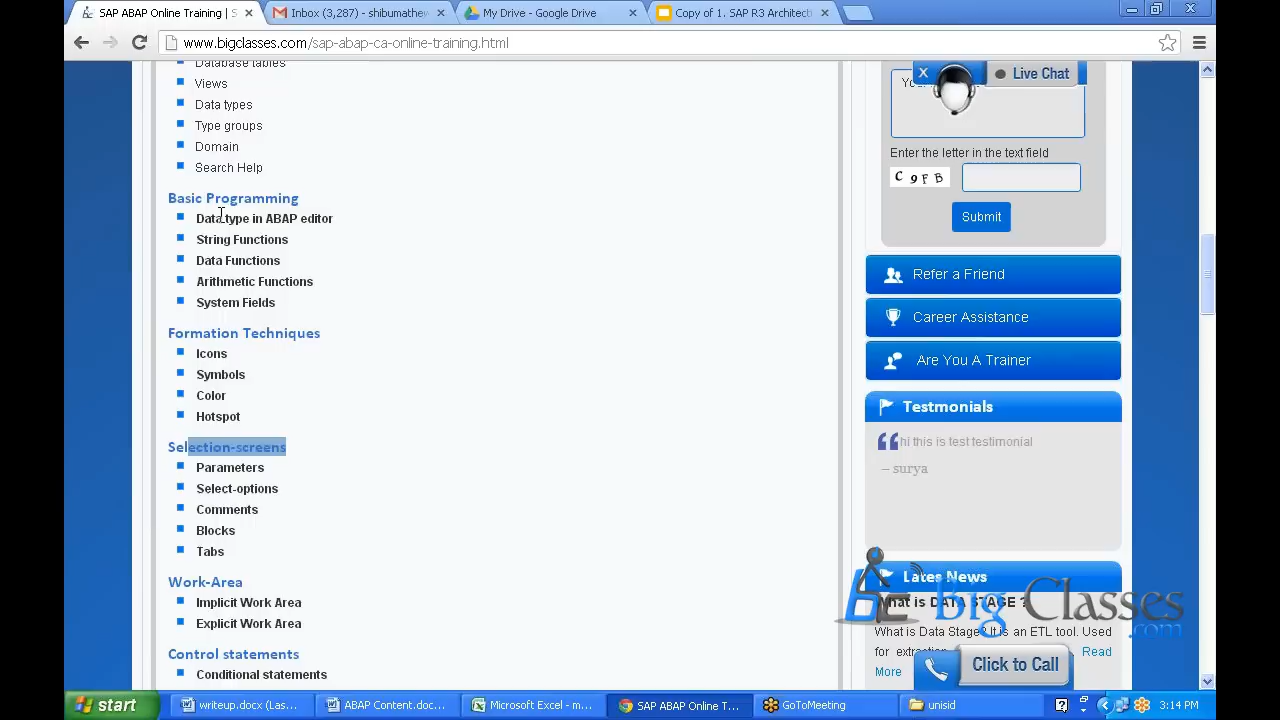 SAP ABAP Online Training | S
Inbox (3,287) - shibumathew
My Drive - Google Drive
Copy of 1. SAP R3 Architect
www.bigclasses.com/sap-abap-ca-online-training.htm
Database tables
Views
Data types
Type groups
Domain
Search Help
Basic Programming
Data type in ABAP editor
String Functions
Data Functions
Arithmetic Functions
System Fields
Formation Techniques
Icons
Symbols
Color
Hotspot
Selection-screens
Parameters
Select-options
Comments
Blocks
Tabs
Work-Area
Implicit Work Area
Explicit Work Area
Control statements
Conditional statements
X
Live Chat
Enter the letter in the text field
C 9 F B
Submit
Refer a Friend
Career Assistance
Are You A Trainer
Testmonials
hi this is test testimonial
– surya
Lates News
What is DATA STAGE ?
What is Data Stage? It is an ETL tool. Used
for Read
More
Big Classes
.com
Click to Call
start
writeup.docx (Las...
ABAP Content.doc...
Microsoft Excel - m...
SAP ABAP Online T...
GoToMeeting
unisid
3:14 PM